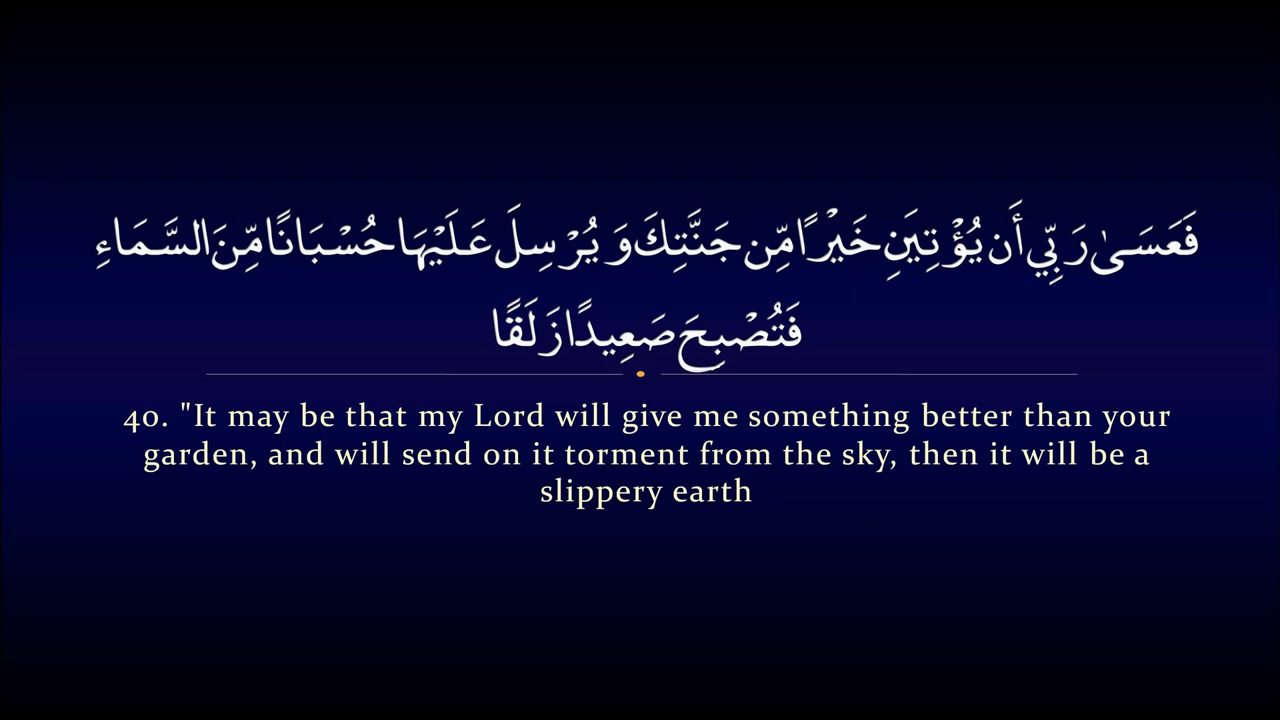 فَعَسَىٰ رَبِّي أَن يُؤْتِيَنِ خَيْرًا مِّن جَنَّتِكَ وَيُرْسِلَ عَلَيْهَا حُسْبَانًا مِّنَ السَّمَاءِ
فَتُصْبِحَ صَعِيدًا زَلَقًا
40. "It may be that my Lord will give me something better than your
garden, and will send on it torment from the sky, then it will be a
slippery earth